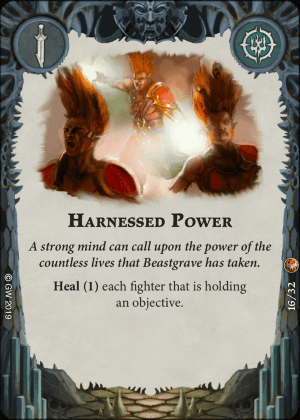 HARNESSED POWER
A strong mind can call upon the power of the
countless lives that Beastgrave has taken.
Heal (1) each fighter that is holding
an objective.
© GW 2019
16/32